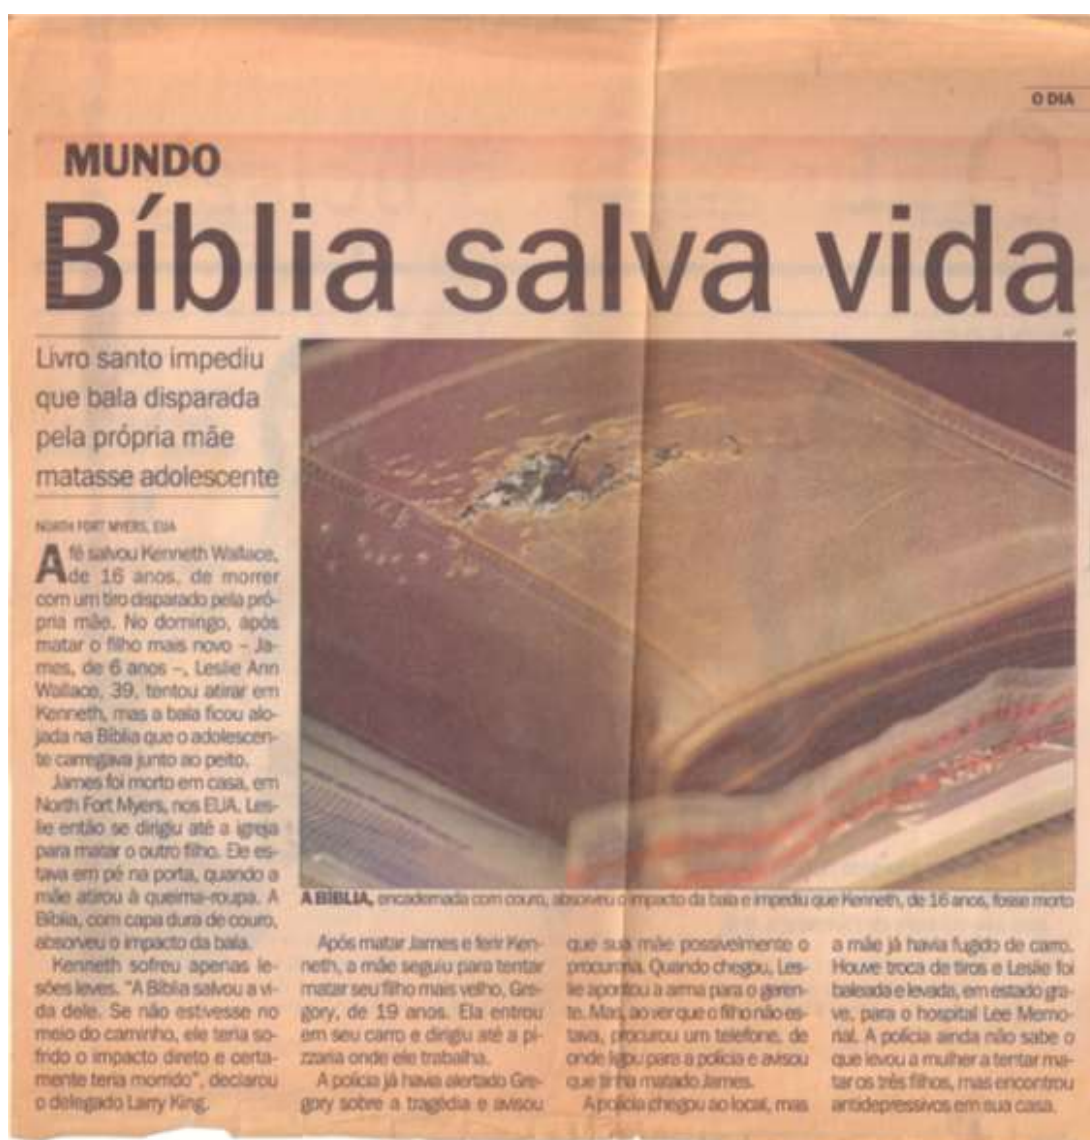 O DIA
MUNDO
Bíblia salva vida
Livro santo impediu
que bala disparada
pela própria mãe
matasse adolescente
NORTH FORT MYERS, EUA
A fé salvou Kenneth Wallace,
de 16 anos, de morrer
com um tiro disparado pela pró-
pria mãe. No domingo, após
matar o filho mais novo – Ja-
mes, de 6 anos –, Leslie Ann
Wallace, 39, tentou atirar em
Kenneth, mas a bala ficou alo-
jada na Bíblia que o adolescen-
te carregava junto ao peito.
James foi morto em casa, em
North Fort Myers, nos EUA. Les-
lie então se dirigiu até a igreja
para matar o outro filho. Ele es-
tava em pé na porta, quando a
mãe atirou à queima-roupa. A
Bíblia, com capa dura de couro,
absorveu o impacto da bala.
Kenneth sofreu apenas le-
sões leves. "A Bíblia salvou a vi-
da dele. Se não estivesse no
meio do caminho, ele teria so-
frido o impacto direto e certa-
mente teria morrido", declarou
o delegado Larry King.
A BÍBLIA, encadernada com couro, absorveu o impacto da bala e impediu que Kenneth, de 16 anos, fosse morto
Após matar James e ferir Ken-
neth, a mãe seguiu para tentar
matar seu filho mais velho, Gre-
gory, de 19 anos. Ela entrou
em seu carro e dirigiu até a pi-
zzaria onde ele trabalha.
A polícia já havia alertado Gre-
gory sobre a tragédia e avisou
que sua mãe possivelmente o
procuraria. Quando chegou, Les-
lie apontou a arma para o geren-
te. Mas, ao ver que o filho não es-
tava, procurou um telefone, de
onde ligou para a polícia e avisou
que tinha matado James.
A polícia chegou ao local, mas
a mãe já havia fugido de carro.
Houve troca de tiros e Leslie foi
baleada e levada, em estado gra-
ve, para o hospital Lee Memo-
rial. A polícia ainda não sabe o
que levou a mulher a tentar ma-
tar os três filhos, mas encontrou
antidepressivos em sua casa.